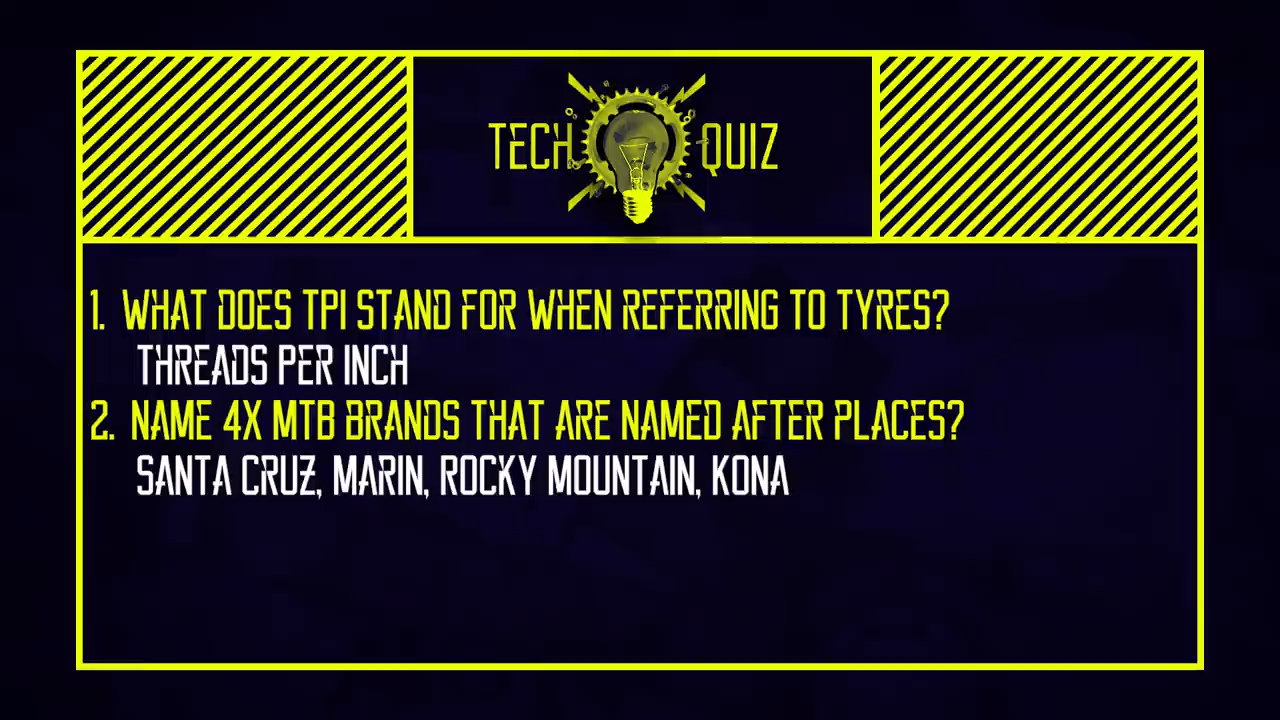 TECH QUIZ
1. WHAT DOES TPI STAND FOR WHEN REFERRING TO TYRES?
THREADS PER INCH
2. NAME 4X MTB BRANDS THAT ARE NAMED AFTER PLACES?
SANTA CRUZ, MARIN, ROCKY MOUNTAIN, KONA